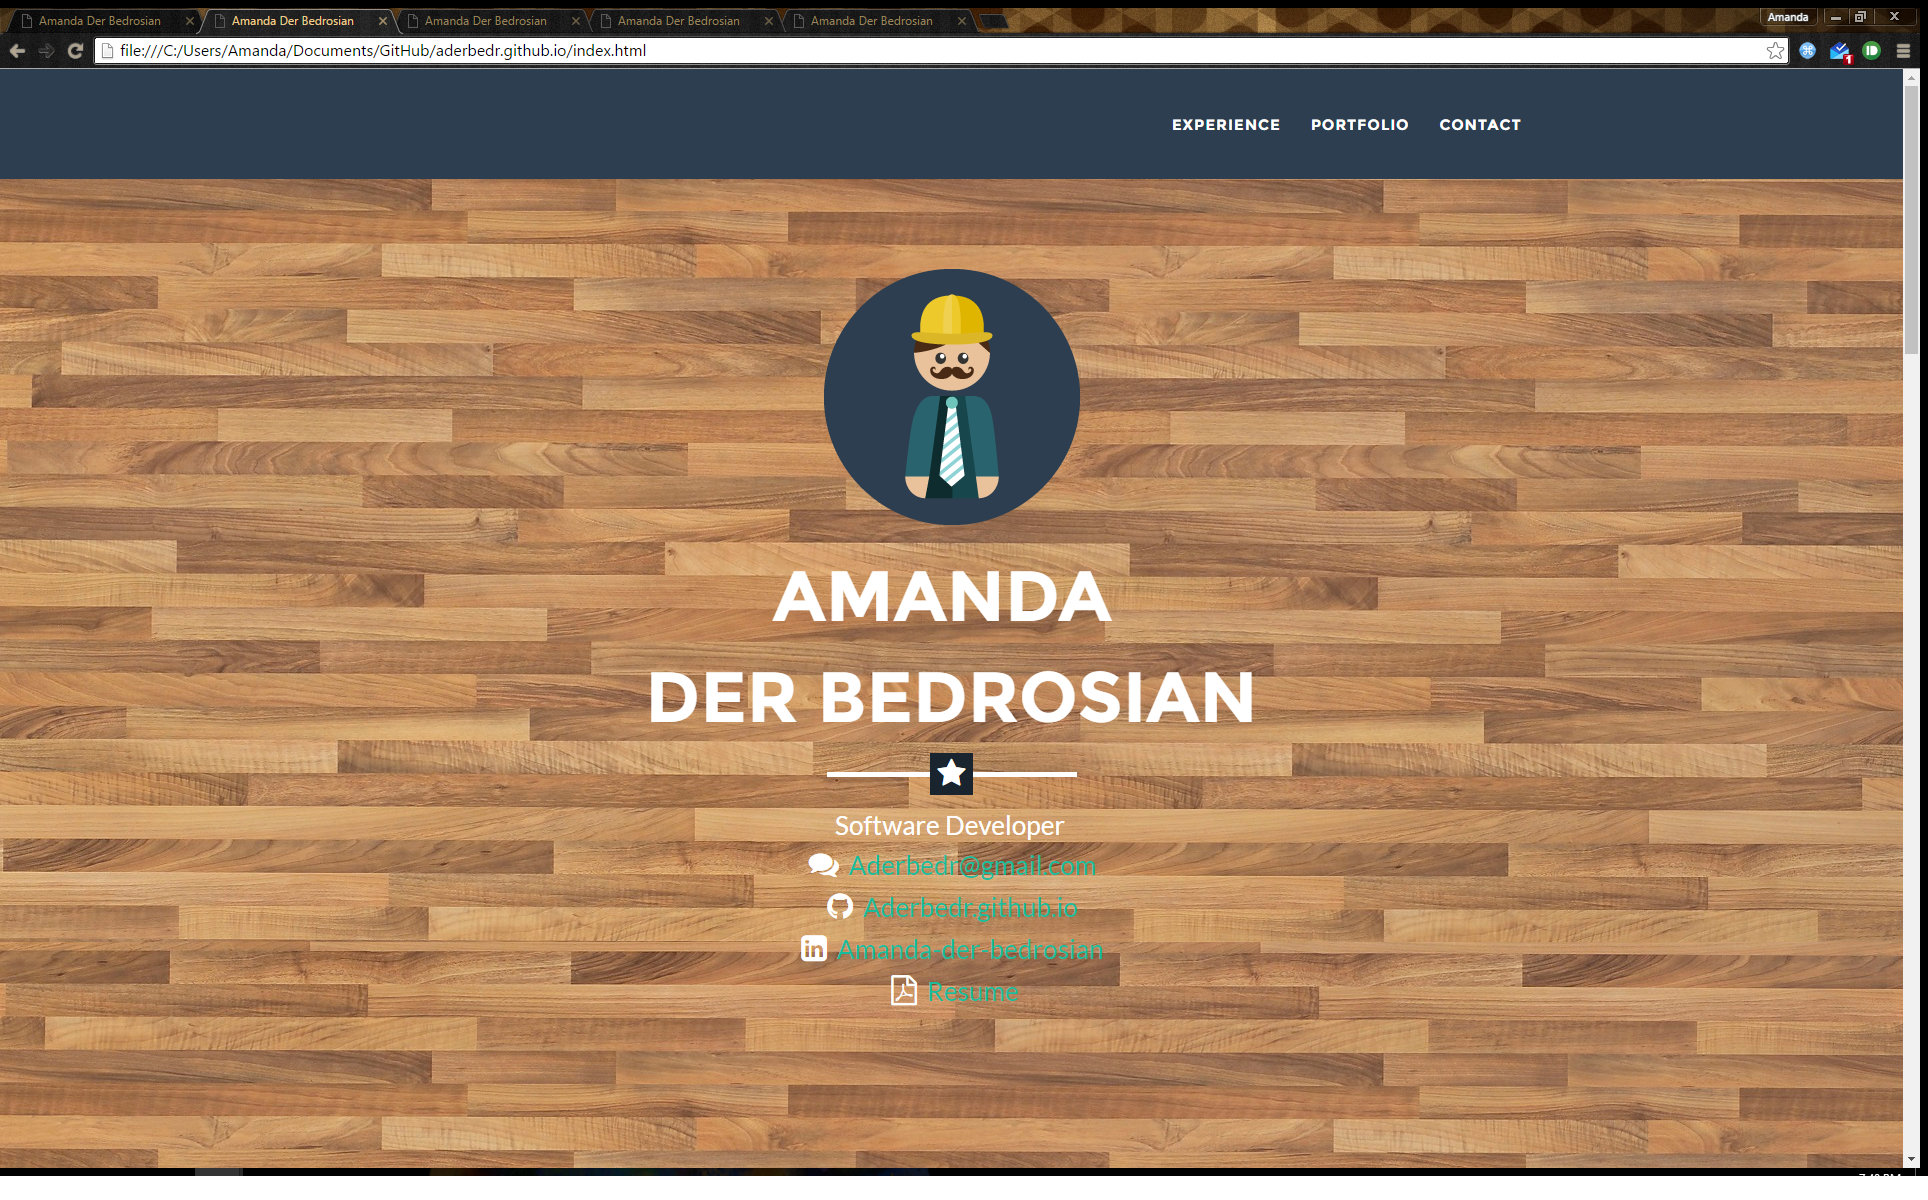 Amanda Der Bedrosian
Amanda Der Bedrosian
Amanda Der Bedrosian
Amanda Der Bedrosian
Amanda Der Bedrosian
Amanda
file:///C:/Users/Amanda/Documents/GitHub/aderbedr.github.io/index.html
1
EXPERIENCE PORTFOLIO CONTACT
AMANDA
DER BEDROSIAN
Software Developer
Aderbedr@gmail.com
Aderbedr.github.io
in Amanda-der-bedrosian
Resume